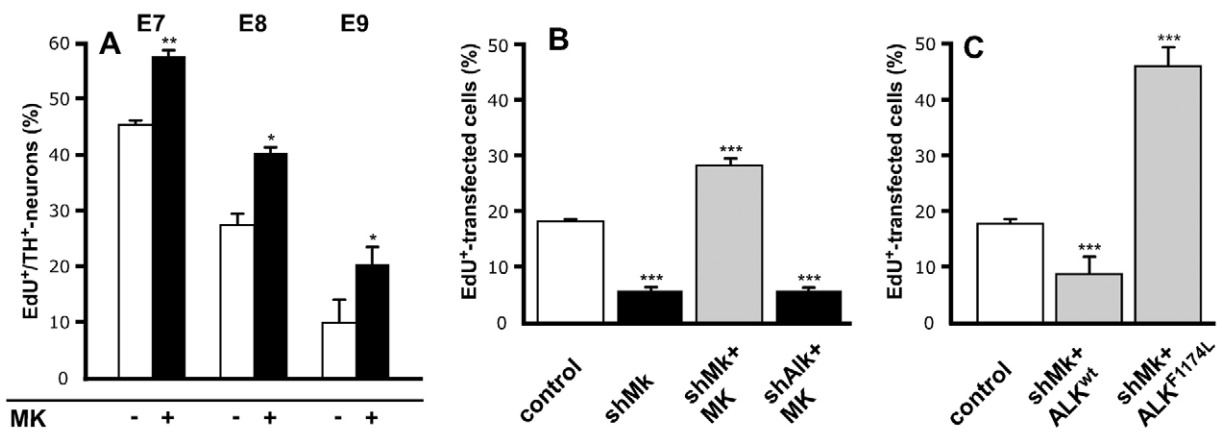 E7 E8 E9
A
EdU⁺/TH⁺-neurons (%)
60
50
40
30
20
10
0
** * *
MK - + - + - +
B
EdU⁺-transfected cells (%)
50
40
30
20
10
0
*** *** ***
control
shMk
shMk+
MK
shAlk+
MK
C
EdU⁺-transfected cells (%)
50
40
30
20
10
0
*** ***
control
shMk+
ALKʷᵗ
shMk+
ALK^F1174L